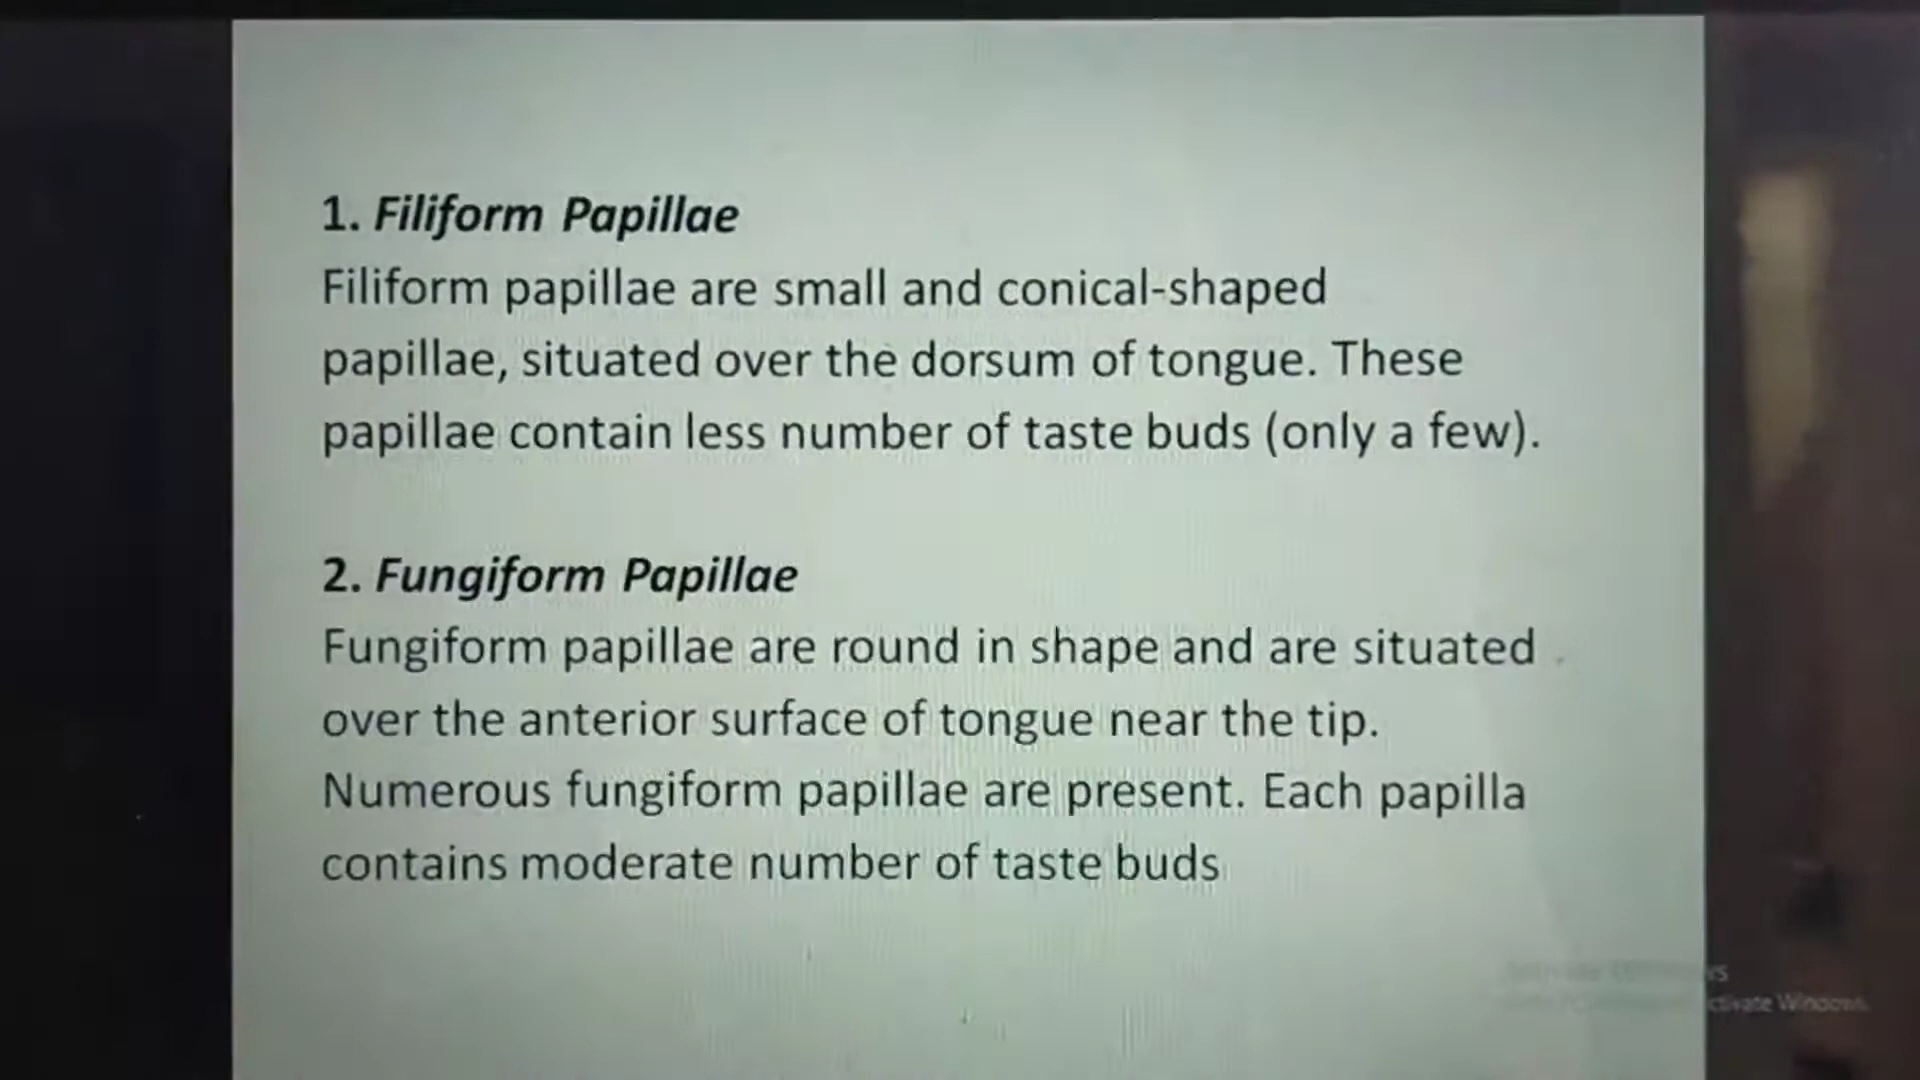 1. Filiform Papillae
Filiform papillae are small and conical-shaped
papillae, situated over the dorsum of tongue. These
papillae contain less number of taste buds (only a few).
2. Fungiform Papillae
Fungiform papillae are round in shape and are situated
over the anterior surface of tongue near the tip.
Numerous fungiform papillae are present. Each papilla
contains moderate number of taste buds
Windows